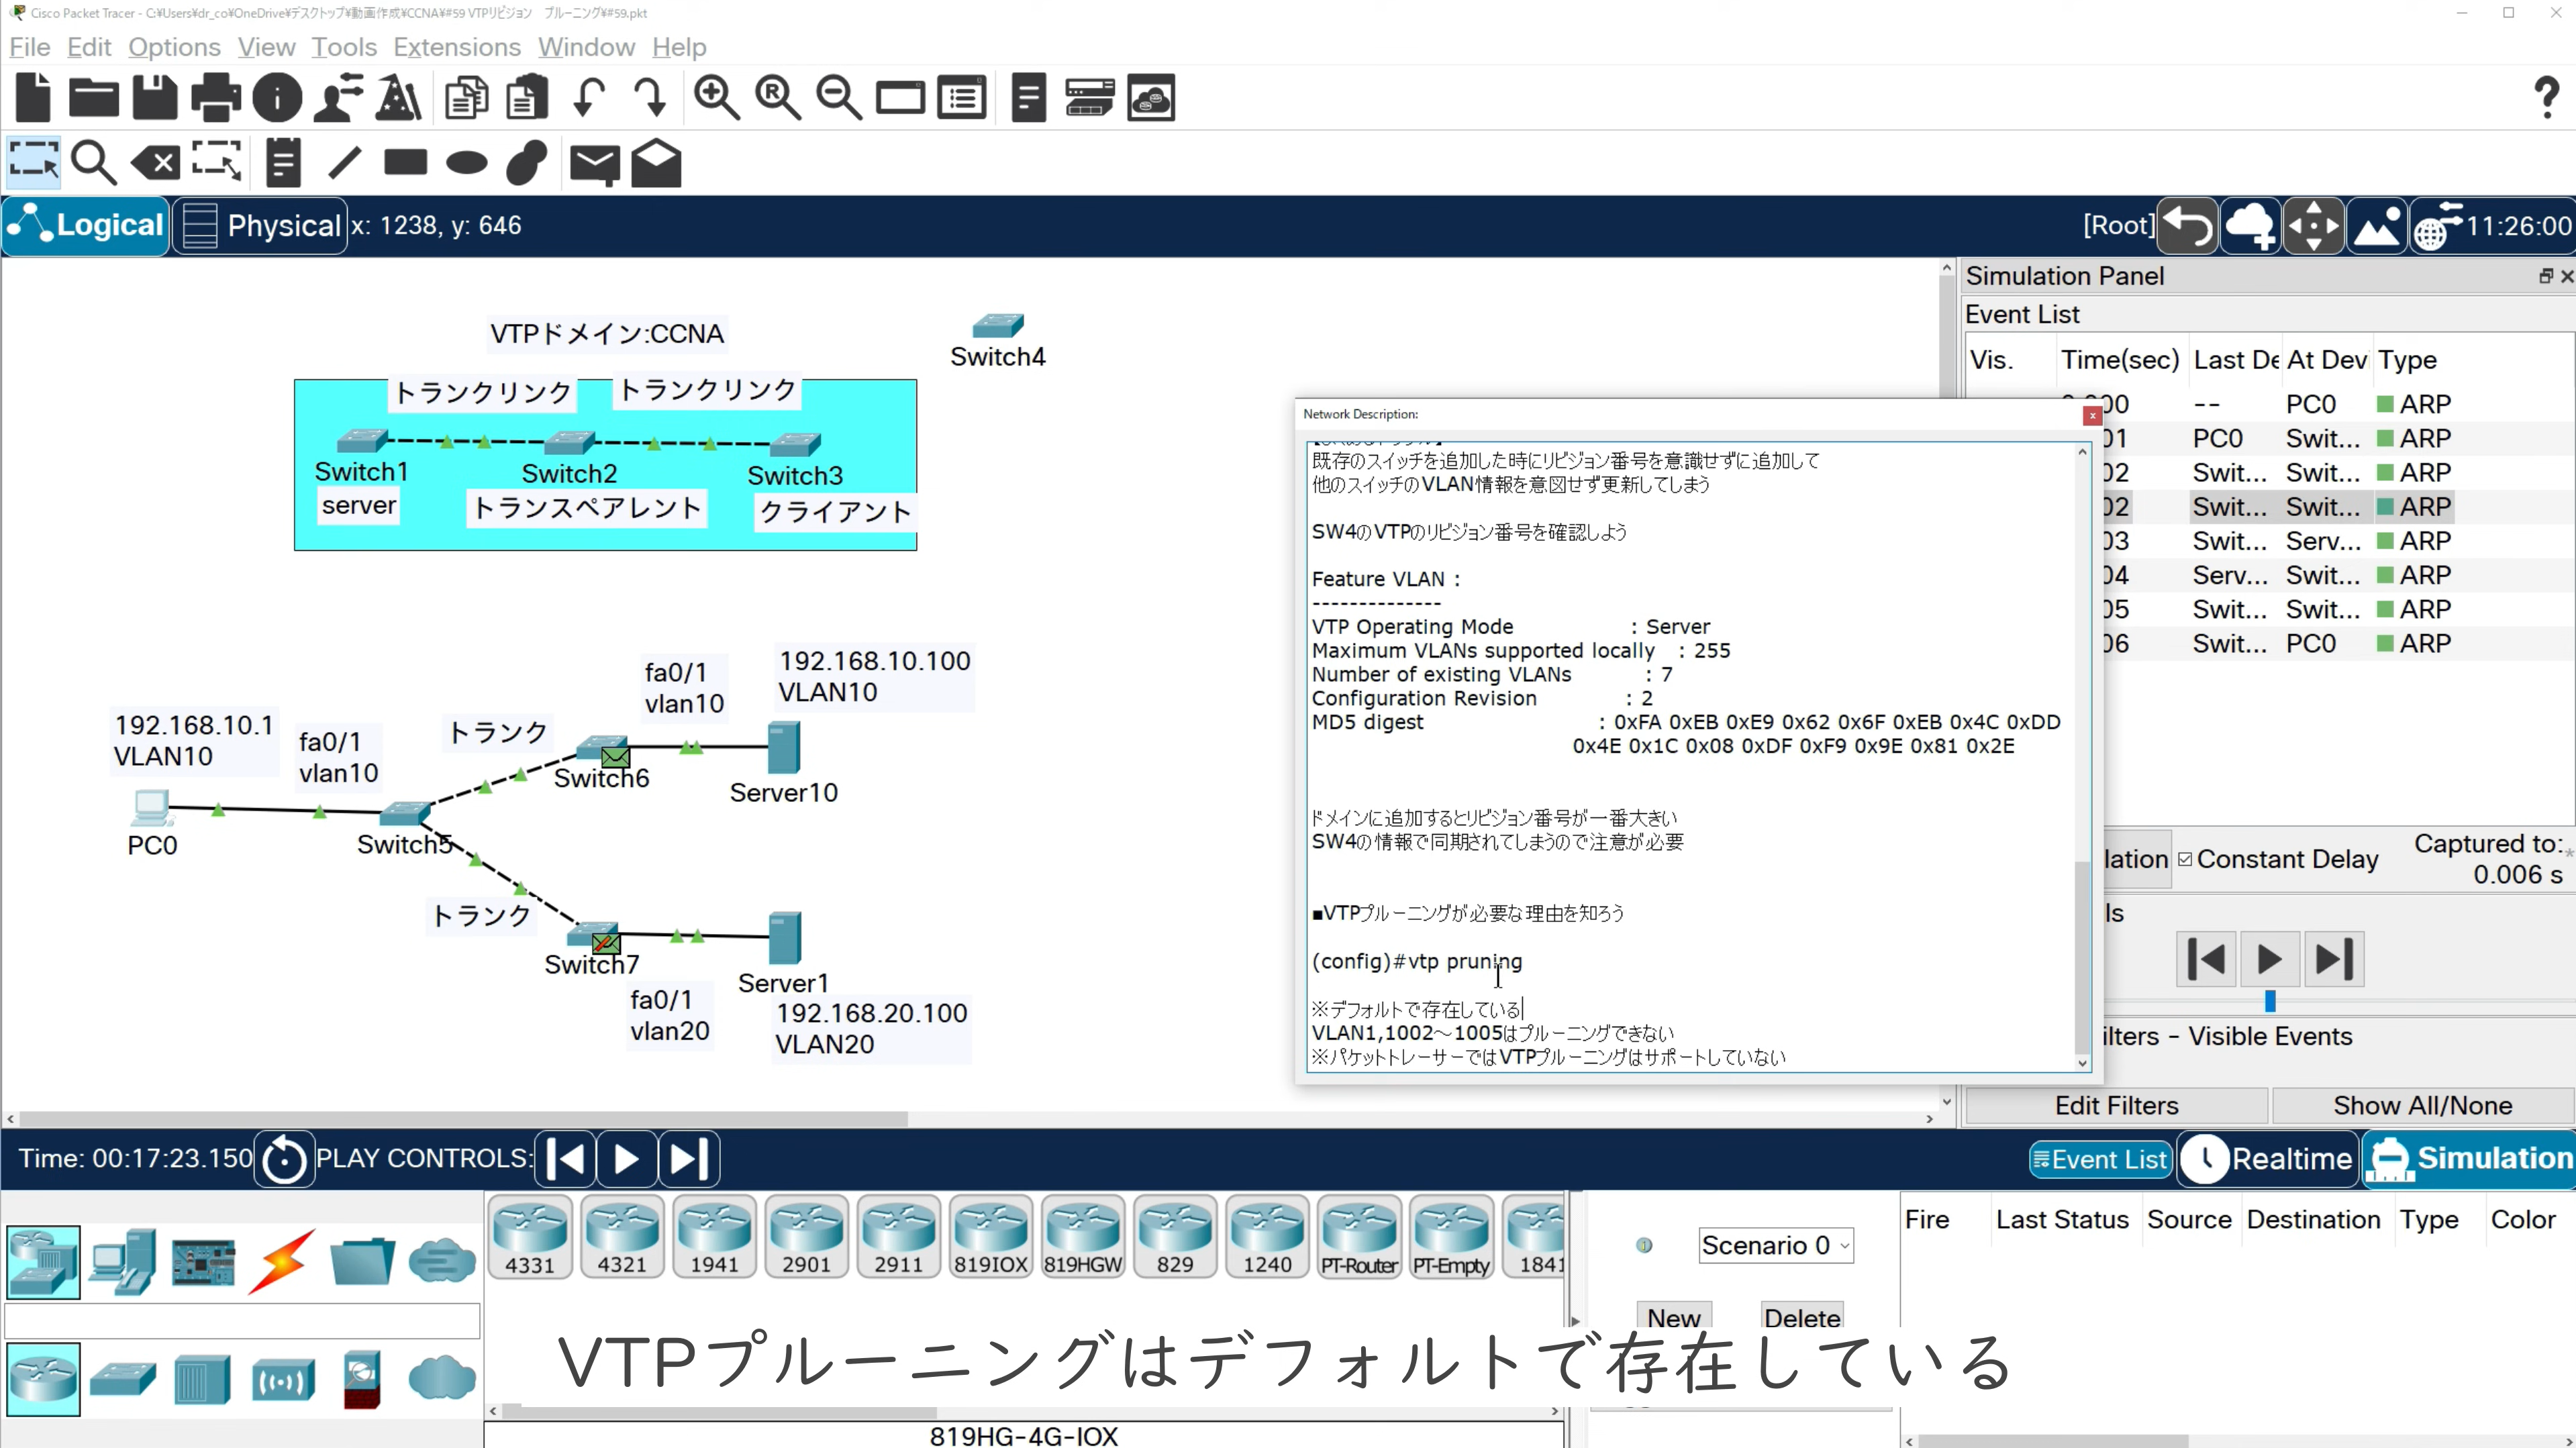 Cisco Packet Tracer - C:¥Users¥dr_co¥OneDrive¥デスクトップ¥動画作成¥CCNA¥#59 VTPリビジョン　プルーニング¥#59.pkt
File Edit Options View Tools Extensions Window Help
Logical Physical x: 1238, y: 646 [Root] 11:26:00
VTPドメイン:CCNA
Switch4
トランクリンク トランクリンク
Switch1 Switch2 Switch3
server トランスペアレント クライアント
192.168.10.100
VLAN10
fa0/1
vlan10
192.168.10.1
VLAN10
fa0/1
vlan10
トランク
Switch6
Server10
PC0
Switch5
トランク
Switch7
Server1
fa0/1
vlan20
192.168.20.100
VLAN20
Network Description:
既存のスイッチを追加した時にリビジョン番号を意識せずに追加して
他のスイッチのVLAN情報を意図せず更新してしまう
SW4のVTPのリビジョン番号を確認しよう
Feature VLAN :
--------------
VTP Operating Mode : Server
Maximum VLANs supported locally : 255
Number of existing VLANs : 7
Configuration Revision : 2
MD5 digest : 0xFA 0xEB 0xE9 0x62 0x6F 0xEB 0x4C 0xDD
0x4E 0x1C 0x08 0xDF 0xF9 0x9E 0x81 0x2E
ドメインに追加するとリビジョン番号が一番大きい
SW4の情報で同期されてしまうので注意が必要
■VTPプルーニングが必要な理由を知ろう
(config)#vtp pruning
※デフォルトで存在している
VLAN1,1002～1005はプルーニングできない
※パケットトレーサーではVTPプルーニングはサポートしていない
Simulation Panel
Event List
Vis. Time(sec) Last De At Devi Type
00 -- PC0 ARP
01 PC0 Swit... ARP
02 Swit... Swit... ARP
02 Swit... Swit... ARP
03 Swit... Serv... ARP
04 Serv... Swit... ARP
05 Swit... Swit... ARP
06 Swit... PC0 ARP
lation Constant Delay Captured to:
0.006 s
ls
ilters - Visible Events
Edit Filters Show All/None
Time: 00:17:23.150 PLAY CONTROLS: Event List Realtime Simulation
4331 4321 1941 2901 2911 819IOX 819HGW 829 1240 PT-Router PT-Empty 1841
Scenario 0
New Delete
Fire Last Status Source Destination Type Color
VTPプルーニングはデフォルトで存在している
819HG-4G-IOX